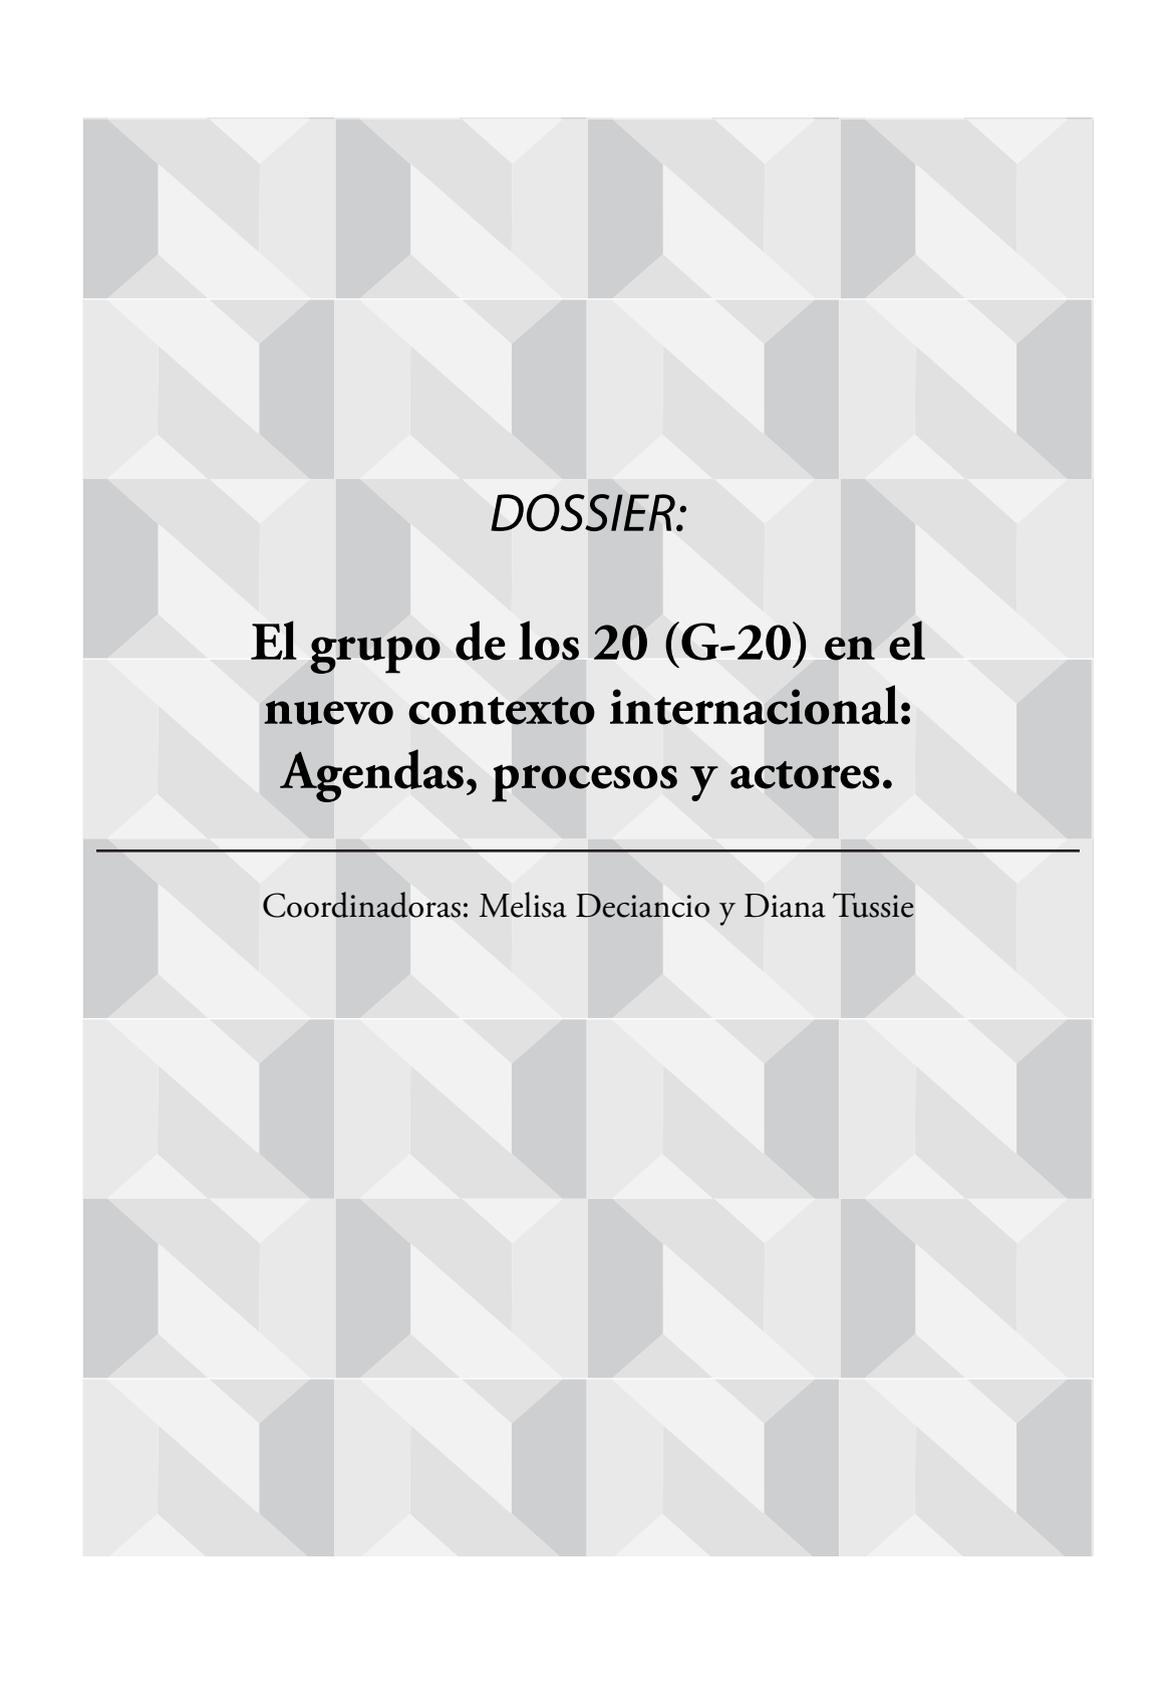 DOSSIER:
El grupo de los 20 (G-20) en el
nuevo contexto internacional:
Agendas, procesos y actores.
Coordinadoras: Melisa Deciancio y Diana Tussie